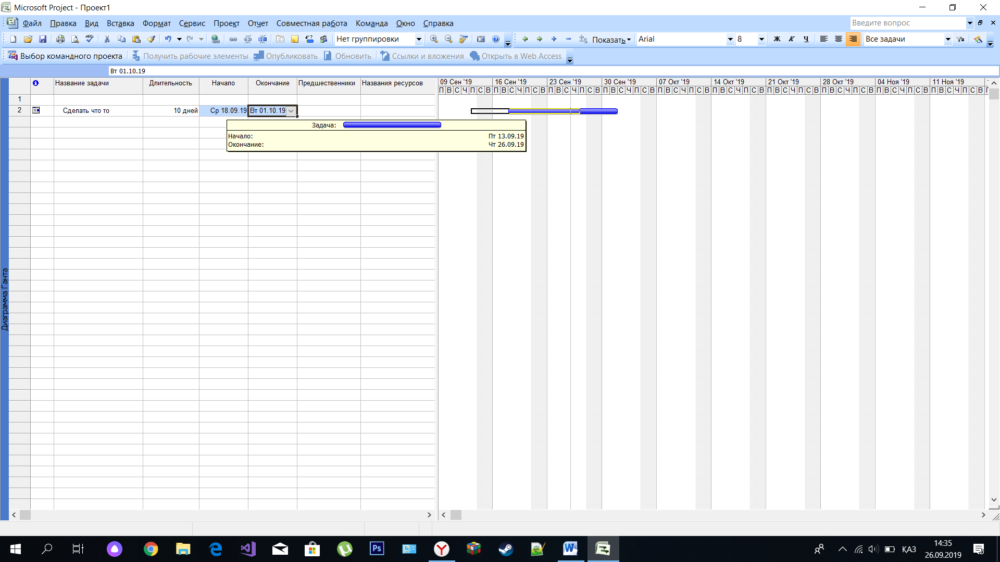 Microsoft Project - Проект1
Файл Правка Вид Вставка Формат Сервис Проект Отчет Совместная работа Команда Окно Справка Введите вопрос
Нет группировки Показать Arial 8 Ж К Ч Все задачи
Выбор командного проекта Получить рабочие элементы Опубликовать Обновить Ссылки и вложения Открыть в Web Access
Вт 01.10.19
Название задачи Длительность Начало Окончание Предшественники Названия ресурсов
09 Сен '19 16 Сен '19 23 Сен '19 30 Сен '19 07 Окт '19 14 Окт '19 21 Окт '19 28 Окт '19 04 Ноя '19 11 Ноя '19
П В С Ч П С В П В С Ч П С В П В С Ч П С В П В С Ч П С В П В С Ч П С В П В С Ч П С В П В С Ч П С В П В С Ч П С В П В С Ч П С В П В С Ч П С В П
1
2 Сделать что то 10 дней Ср 18.09.19 Вт 01.10.19
Задача:
Начало: Пт 13.09.19
Окончание: Чт 26.09.19
Диаграмма Ганта
Ps
ҚАЗ
14:35
26.09.2019